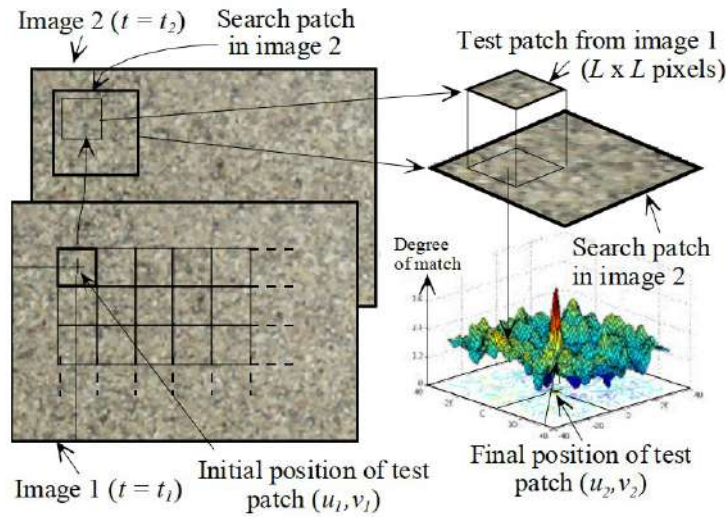 Image 2 (t = t2)
Search patch
in image 2
Test patch from image 1
(L x L pixels)
Search patch
in image 2
Degree
of match
Initial position of test
patch (u1,v1)
Image 1 (t = t1)
Final position of test
patch (u2,v2)